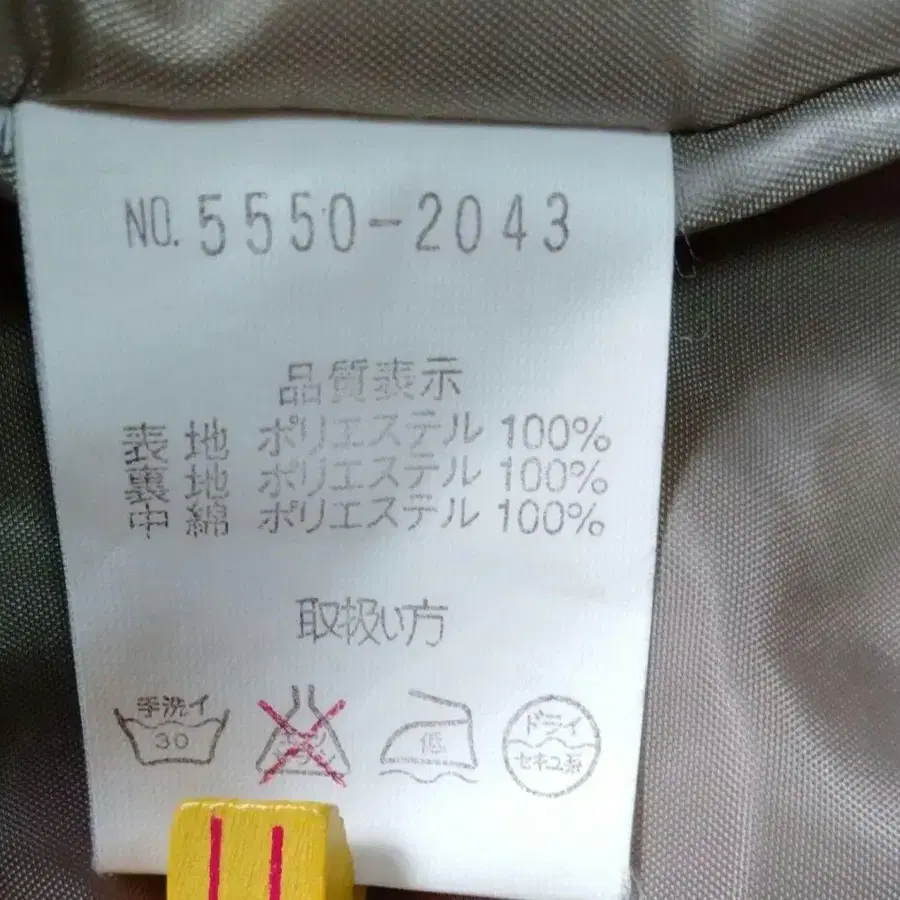 NO. 5550-2043
品質表示
表地 ポリエステル 100%
裏地 ポリエステル 100%
中綿 ポリエステル 100%
取扱い方
手洗イ
30
低
ドライ
セキユ系